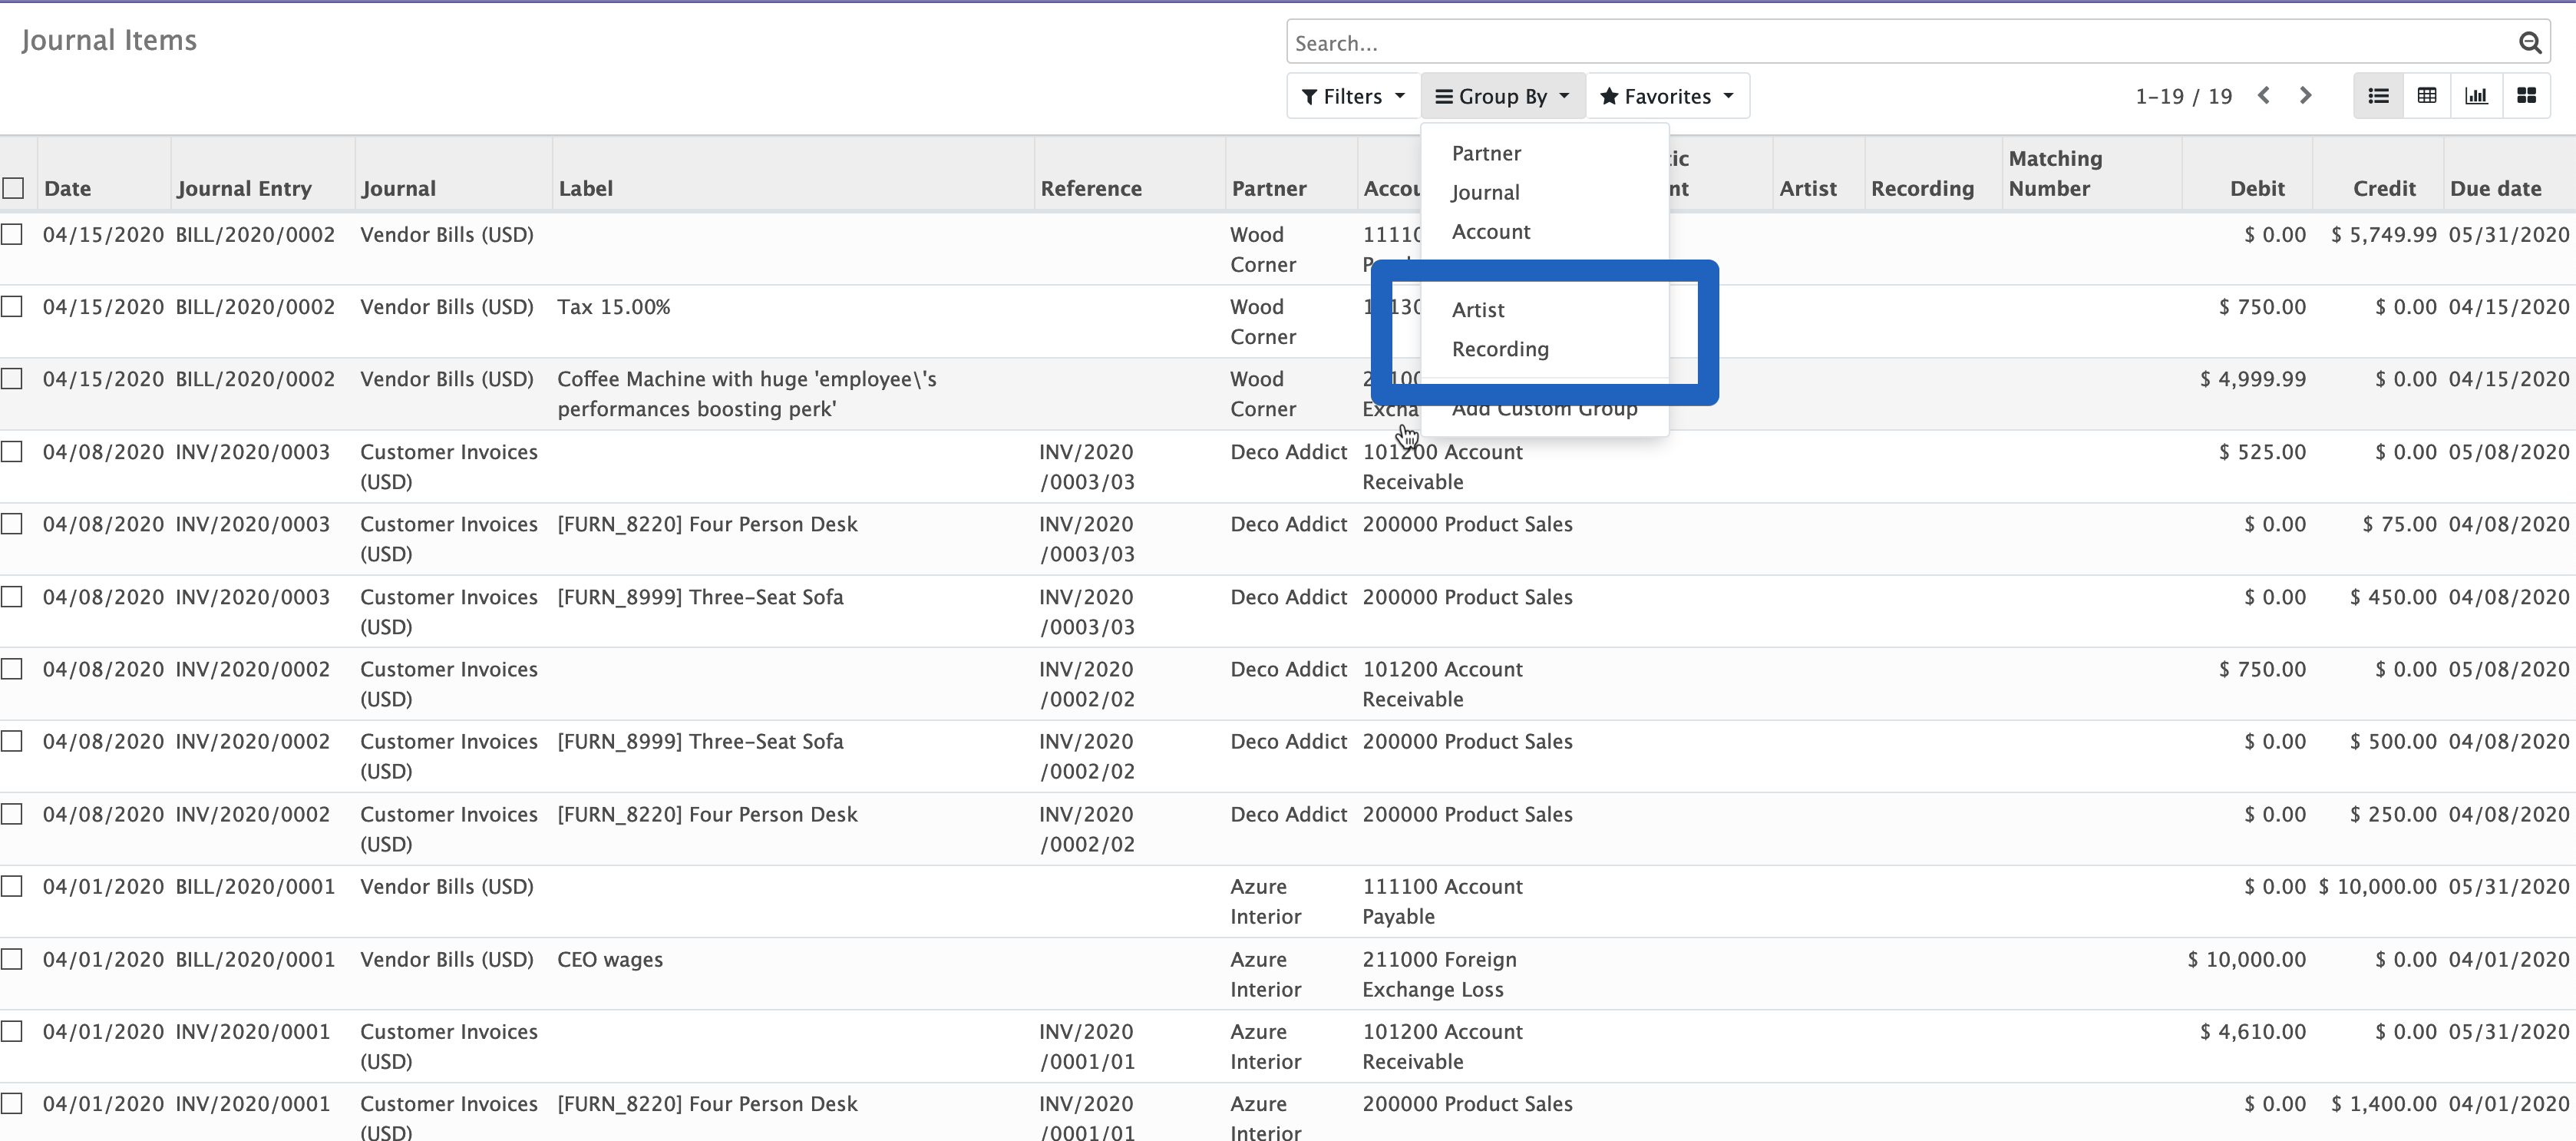 Journal Items
Search...
Filters
Group By
Favorites
1-19 / 19
Partner
Journal
Account
Artist
Recording
Add Custom Group
Date Journal Entry Journal Label Reference Partner Artist Recording Matching Number Debit Credit Due date
04/15/2020 BILL/2020/0002 Vendor Bills (USD) Wood Corner $ 0.00 $ 5,749.99 05/31/2020
04/15/2020 BILL/2020/0002 Vendor Bills (USD) Tax 15.00% Wood Corner $ 750.00 $ 0.00 04/15/2020
04/15/2020 BILL/2020/0002 Vendor Bills (USD) Coffee Machine with huge 'employee\'s performances boosting perk' Wood Corner $ 4,999.99 $ 0.00 04/15/2020
04/08/2020 INV/2020/0003 Customer Invoices (USD) INV/2020/0003/03 Deco Addict 101200 Account Receivable $ 525.00 $ 0.00 05/08/2020
04/08/2020 INV/2020/0003 Customer Invoices (USD) [FURN_8220] Four Person Desk INV/2020/0003/03 Deco Addict 200000 Product Sales $ 0.00 $ 75.00 04/08/2020
04/08/2020 INV/2020/0003 Customer Invoices (USD) [FURN_8999] Three-Seat Sofa INV/2020/0003/03 Deco Addict 200000 Product Sales $ 0.00 $ 450.00 04/08/2020
04/08/2020 INV/2020/0002 Customer Invoices (USD) INV/2020/0002/02 Deco Addict 101200 Account Receivable $ 750.00 $ 0.00 05/08/2020
04/08/2020 INV/2020/0002 Customer Invoices (USD) [FURN_8999] Three-Seat Sofa INV/2020/0002/02 Deco Addict 200000 Product Sales $ 0.00 $ 500.00 04/08/2020
04/08/2020 INV/2020/0002 Customer Invoices (USD) [FURN_8220] Four Person Desk INV/2020/0002/02 Deco Addict 200000 Product Sales $ 0.00 $ 250.00 04/08/2020
04/01/2020 BILL/2020/0001 Vendor Bills (USD) Azure Interior 111100 Account Payable $ 0.00 $ 10,000.00 05/31/2020
04/01/2020 BILL/2020/0001 Vendor Bills (USD) CEO wages Azure Interior 211000 Foreign Exchange Loss $ 10,000.00 $ 0.00 04/01/2020
04/01/2020 INV/2020/0001 Customer Invoices (USD) INV/2020/0001/01 Azure Interior 101200 Account Receivable $ 4,610.00 $ 0.00 05/31/2020
04/01/2020 INV/2020/0001 Customer Invoices (USD) [FURN_8220] Four Person Desk INV/2020/0001/01 Azure Interior 200000 Product Sales $ 0.00 $ 1,400.00 04/01/2020